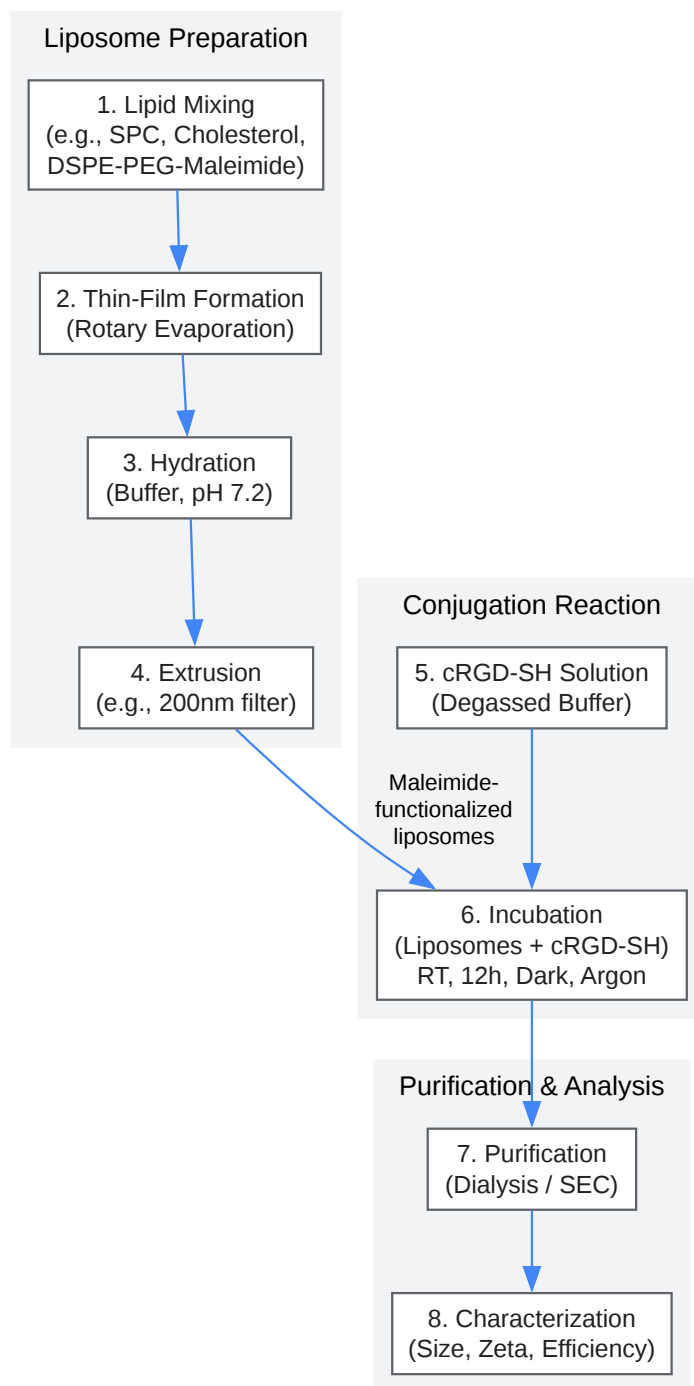 Liposome Preparation
1. Lipid Mixing
(e.g., SPC, Cholesterol,
DSPE-PEG-Maleimide)
2. Thin-Film Formation
(Rotary Evaporation)
3. Hydration
(Buffer, pH 7.2)
4. Extrusion
(e.g., 200nm filter)
Conjugation Reaction
5. cRGD-SH Solution
(Degassed Buffer)
Maleimide-
functionalized
liposomes
6. Incubation
(Liposomes + cRGD-SH)
RT, 12h, Dark, Argon
Purification & Analysis
7. Purification
(Dialysis / SEC)
8. Characterization
(Size, Zeta, Efficiency)